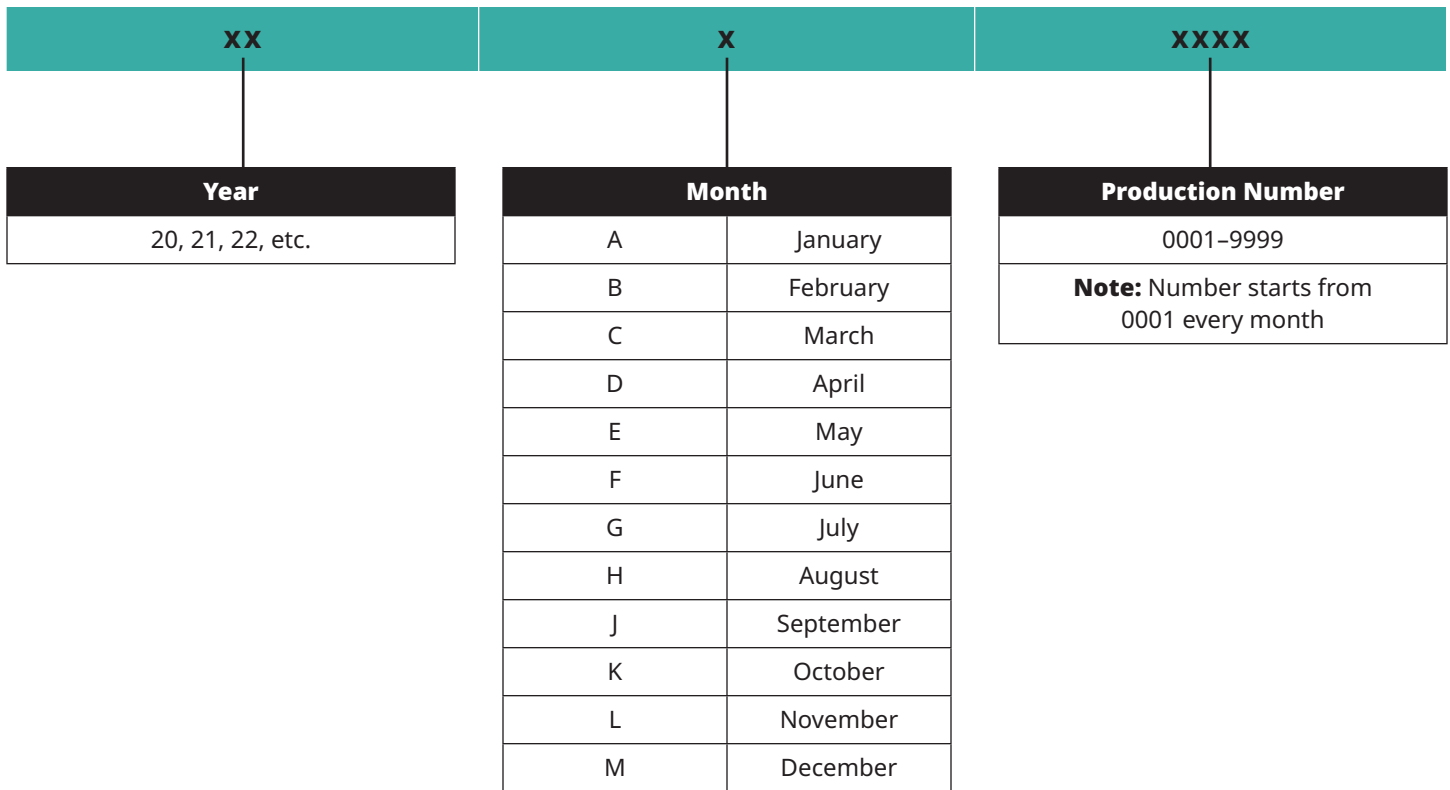 XX X XXXX
Year
20, 21, 22, etc.
Month
A January
B February
C March
D April
E May
F June
G July
H August
J September
K October
L November
M December
Production Number
0001–9999
Note: Number starts from
0001 every month